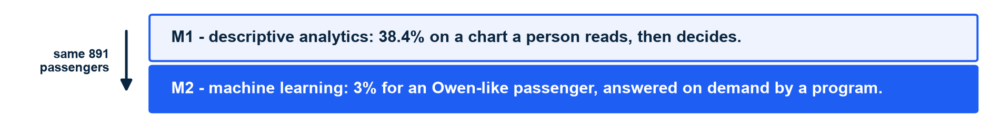 M1 - descriptive analytics: 38.4% on a chart a person reads, then decides.
same 891
passengers
M2 - machine learning: 3% for an Owen-like passenger, answered on demand by a program.